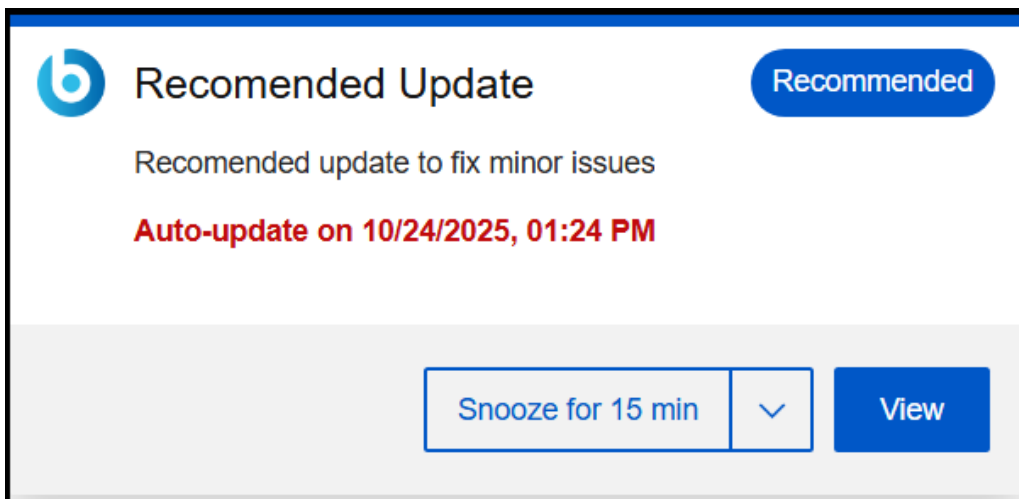 Recomended Update
Recommended
Recomended update to fix minor issues
Auto-update on 10/24/2025, 01:24 PM
Snooze for 15 min
View